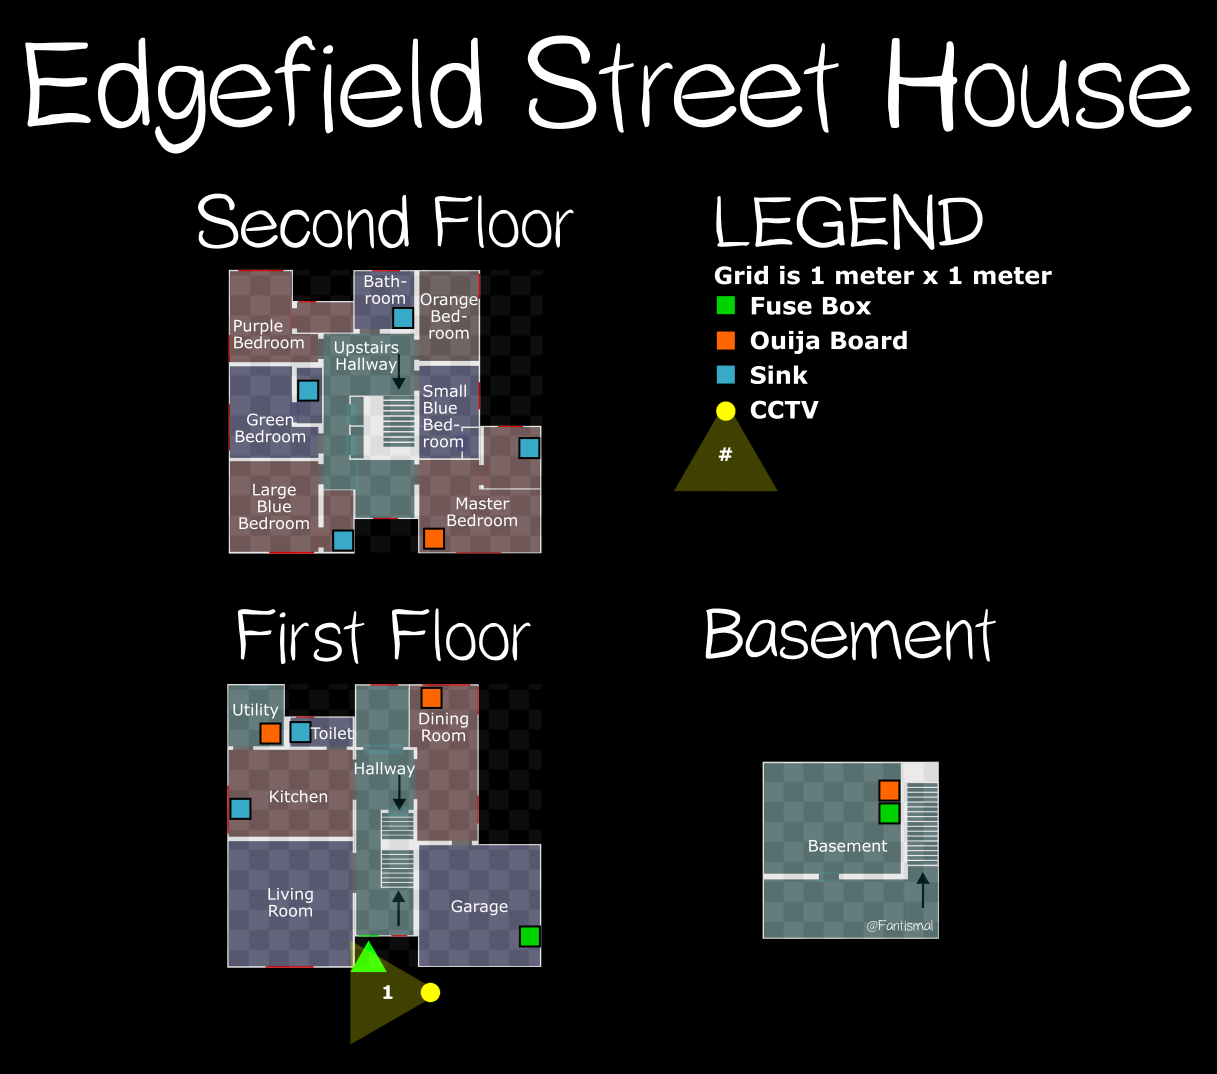 Edgefield Street House
Second Floor
Bath-
room
Orange
Bed-
room
Purple
Bedroom
Upstairs
Hallway
Small
Blue
Bed-
room
Green
Bedroom
Large
Blue
Bedroom
Master
Bedroom
LEGEND
Grid is 1 meter x 1 meter
Fuse Box
Ouija Board
Sink
CCTV
#
First Floor
Utility
Toilet
Dining
Room
Hallway
Kitchen
Living
Room
Garage
1
Basement
Basement
@Fantismal